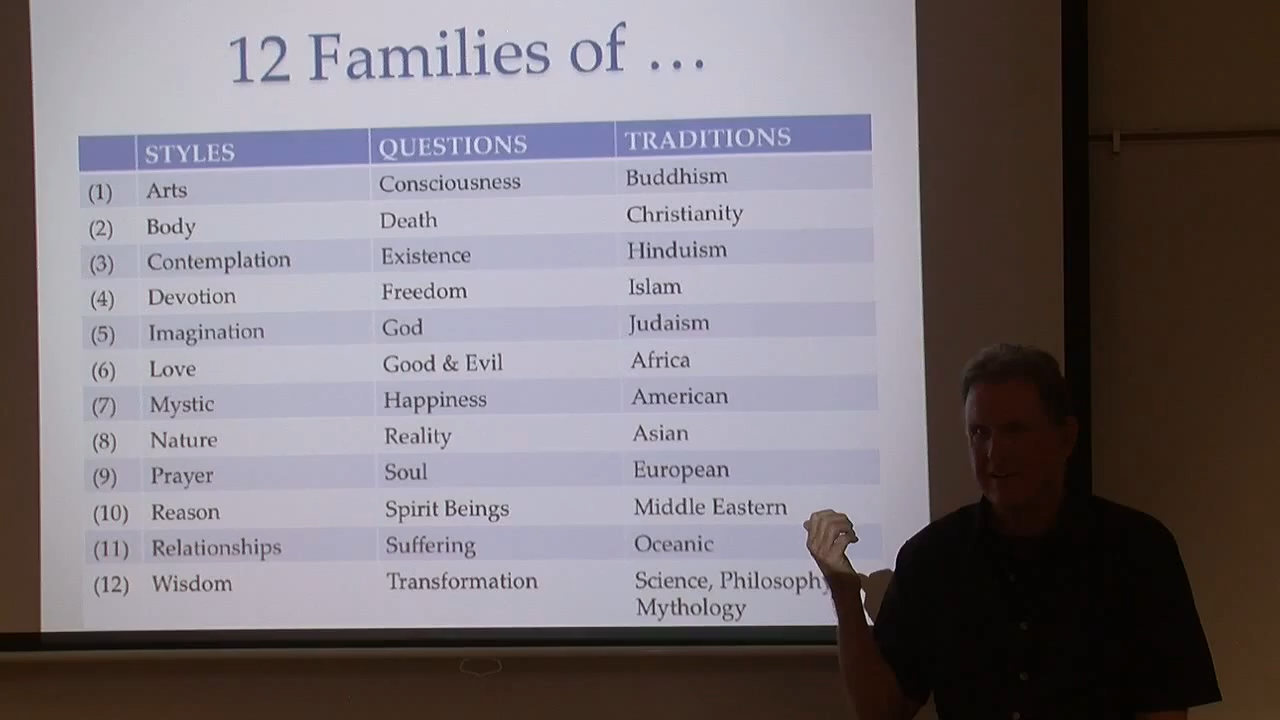 12 Families of ...
STYLES QUESTIONS TRADITIONS
(1) Arts Consciousness Buddhism
(2) Body Death Christianity
(3) Contemplation Existence Hinduism
(4) Devotion Freedom Islam
(5) Imagination God Judaism
(6) Love Good & Evil Africa
(7) Mystic Happiness American
(8) Nature Reality Asian
(9) Prayer Soul European
(10) Reason Spirit Beings Middle Eastern
(11) Relationships Suffering Oceanic
(12) Wisdom Transformation Science, Philosophy
Mythology